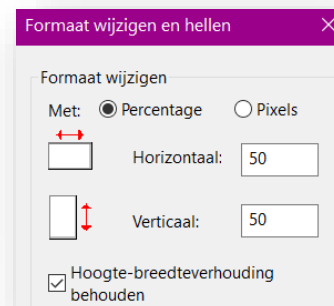 Formaat wijzigen en hellen
Formaat wijzigen
Met: Percentage Pixels
Horizontaal: 50
Verticaal: 50
Hoogte-breedteverhouding
behouden